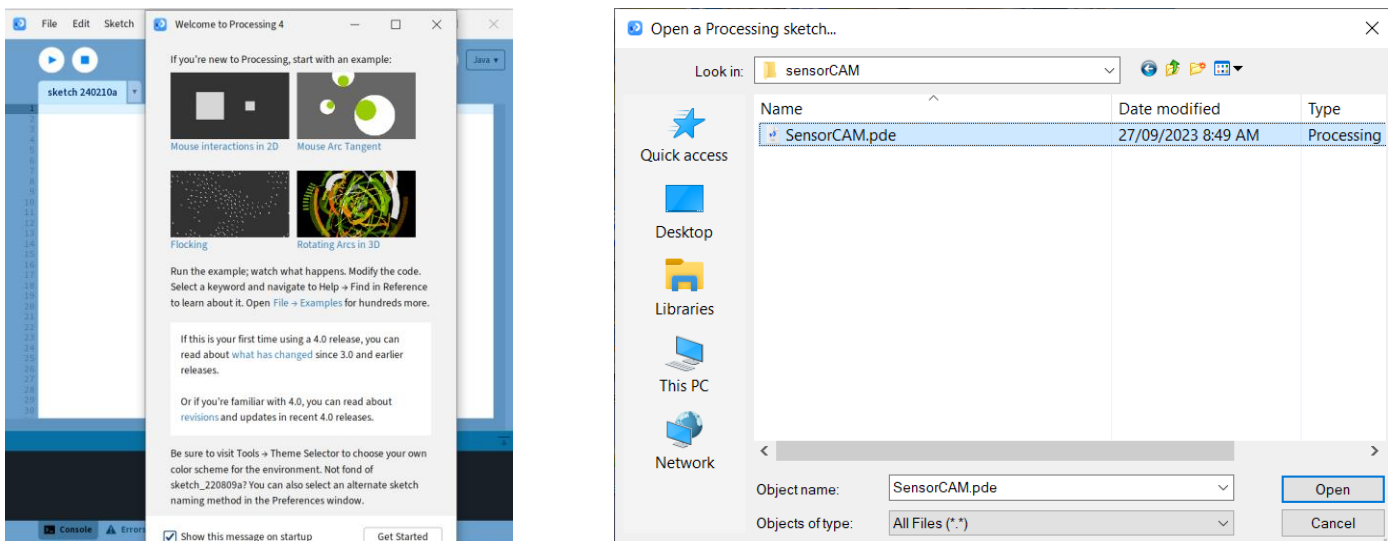 File Edit Sketch
Welcome to Processing 4
Java
sketch 240210a
If you're new to Processing, start with an example:
Mouse interactions in 2D Mouse Arc Tangent
Flocking Rotating Arcs in 3D
Run the example; watch what happens. Modify the code.
Select a keyword and navigate to Help → Find in Reference
to learn about it. Open File → Examples for hundreds more.
If this is your first time using a 4.0 release, you can
read about what has changed since 3.0 and earlier
releases.
Or if you're familiar with 4.0, you can read about
revisions and updates in recent 4.0 releases.
Be sure to visit Tools → Theme Selector to choose your own
color scheme for the environment. Not fond of
sketch_220809a? You can also select an alternate sketch
naming method in the Preferences window.
Console Errors
Show this message on startup Get Started
Open a Processing sketch...
Look in: sensorCAM
Name Date modified Type
SensorCAM.pde 27/09/2023 8:49 AM Processing
Quick access
Desktop
Libraries
This PC
Network
Object name: SensorCAM.pde Open
Objects of type: All Files (*.*) Cancel